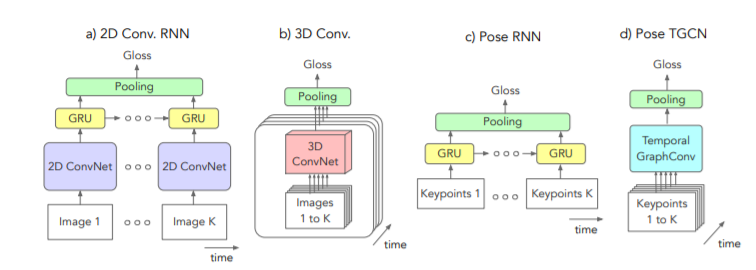 a) 2D Conv. RNN
Gloss
Pooling
GRU
GRU
2D ConvNet
2D ConvNet
Image 1
Image K
time
b) 3D Conv.
Gloss
Pooling
3D
ConvNet
Images
1 to K
time
c) Pose RNN
Gloss
Pooling
GRU
GRU
Keypoints 1
Keypoints K
time
d) Pose TGCN
Gloss
Pooling
Temporal
GraphConv
Keypoints
1 to K
time